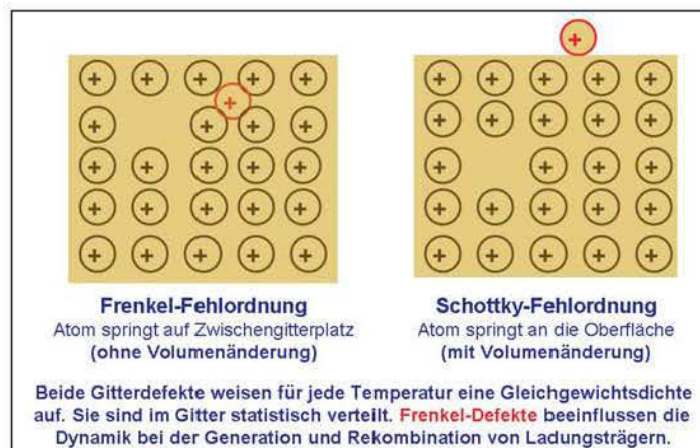 + + + + +
+ + + + +
+ + + + +
+ + + + +
+ + + + +
Frenkel-Fehlordnung
Atom springt auf Zwischengitterplatz
(ohne Volumenänderung)
+
+ + + + +
+ + + + +
+ + + +
+ + + + +
+ + + + +
Schottky-Fehlordnung
Atom springt an die Oberfläche
(mit Volumenänderung)
Beide Gitterdefekte weisen für jede Temperatur eine Gleichgewichtsdichte
auf. Sie sind im Gitter statistisch verteilt. Frenkel-Defekte beeinflussen die
Dynamik bei der Generation und Rekombination von Ladungsträgern.